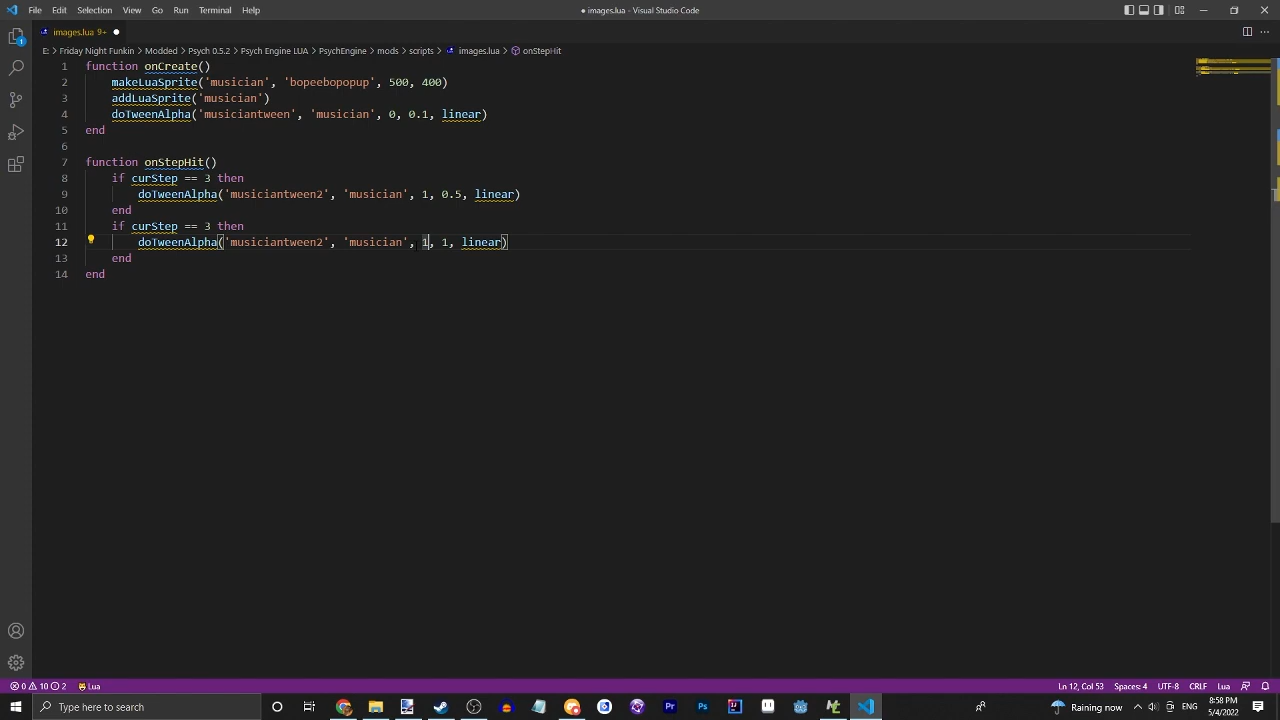 File Edit Selection View Go Run Terminal Help
● images.lua - Visual Studio Code
images.lua 9+ ●
E: > Friday Night Funkin > Modded > Psych 0.5.2 > Psych Engine LUA > PsychEngine > mods > scripts > images.lua > onStepHit
1 function onCreate()
2 makeLuaSprite('musician', 'bopeebopopup', 500, 400)
3 addLuaSprite('musician')
4 doTweenAlpha('musiciantween', 'musician', 0, 0.1, linear)
5 end
6
7 function onStepHit()
8 if curStep == 3 then
9 doTweenAlpha('musiciantween2', 'musician', 1, 0.5, linear)
10 end
11 if curStep == 3 then
12 doTweenAlpha('musiciantween2', 'musician', 1, 1, linear)
13 end
14 end
0 10 2 Lua
Ln 12, Col 53 Spaces: 4 UTF-8 CRLF Lua
Type here to search
Raining now
ENG
8:58 PM
5/4/2022